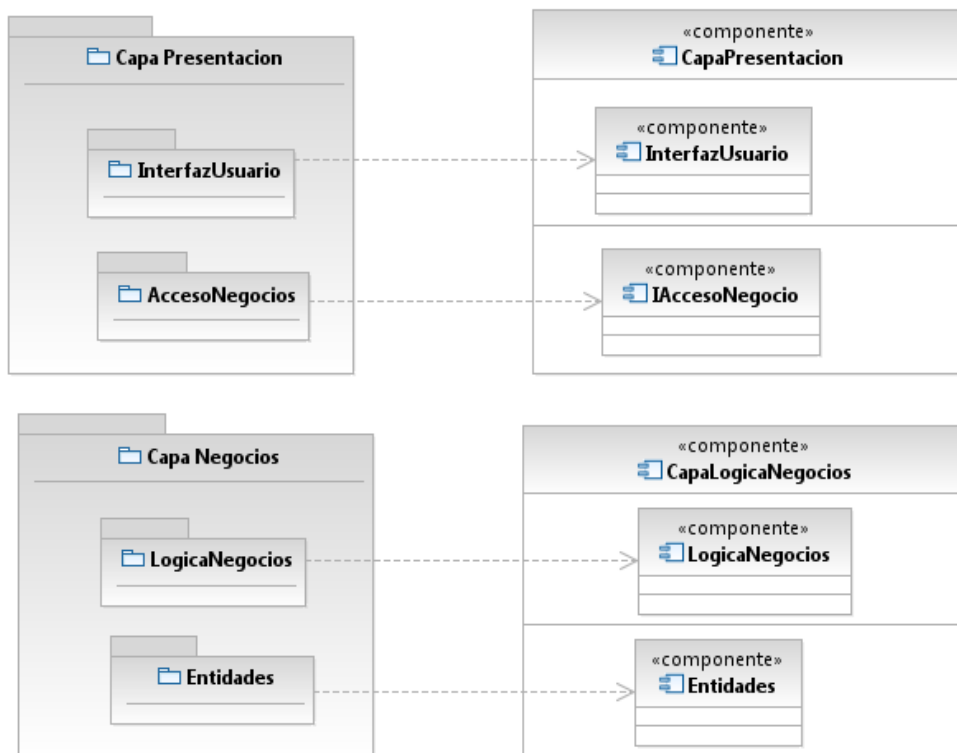 Capa Presentacion
InterfazUsuario
AccesoNegocios
«componente»
CapaPresentacion
«componente»
InterfazUsuario
«componente»
IAccesoNegocio
Capa Negocios
LogicaNegocios
Entidades
«componente»
CapaLogicaNegocios
«componente»
LogicaNegocios
«componente»
Entidades